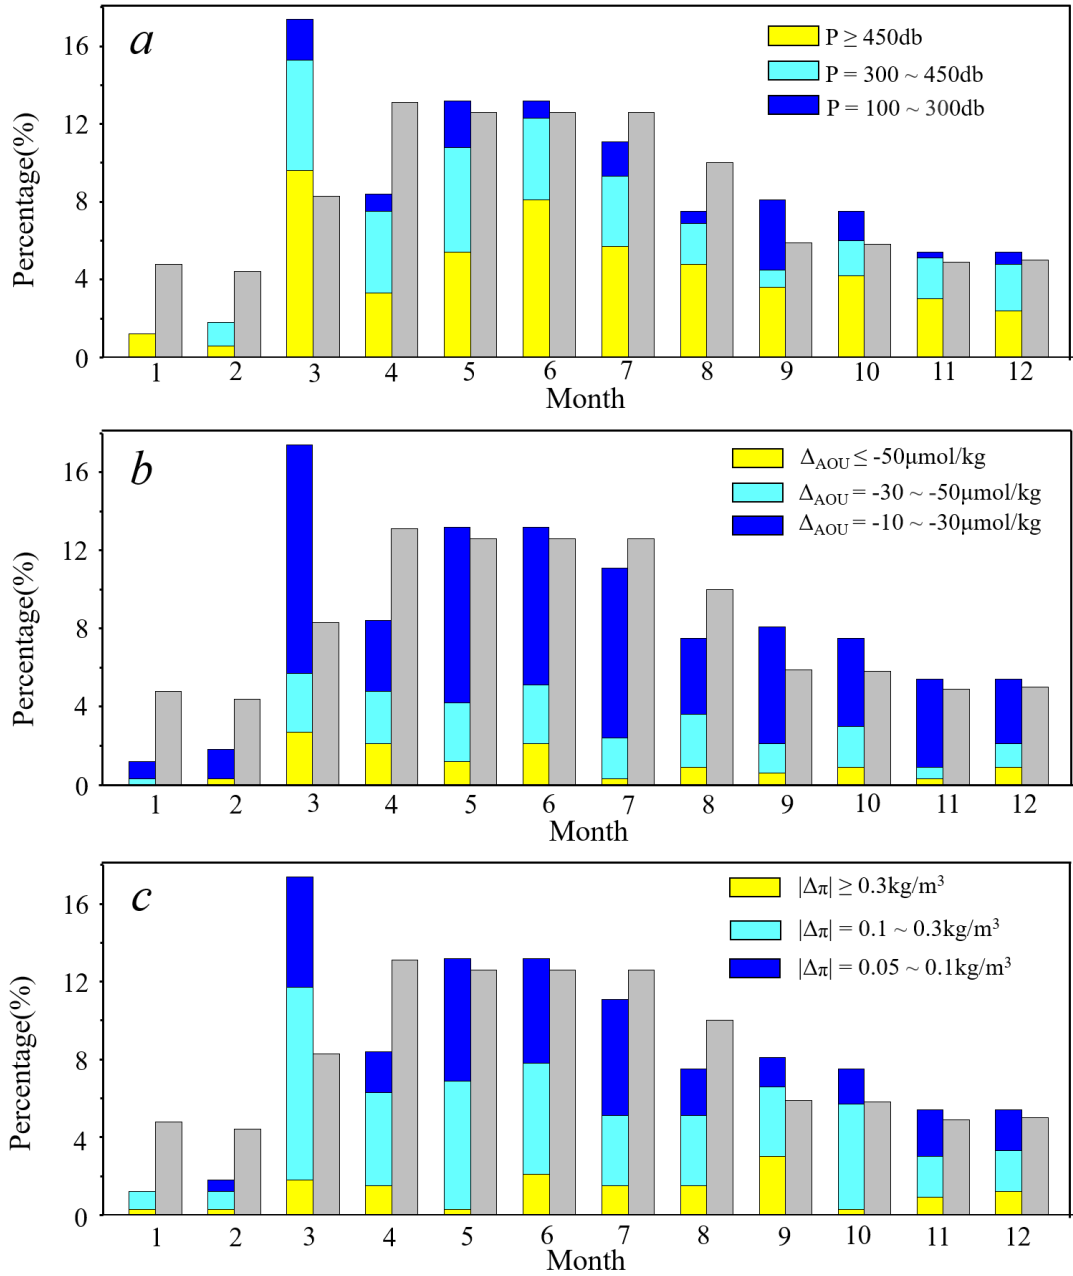 a
P ≥ 450db
P = 300 ~ 450db
P = 100 ~ 300db
Percentage(%)
16
12
8
4
0
1 2 3 4 5 6 7 8 9 10 11 12
Month
b
ΔAOU ≤ -50μmol/kg
ΔAOU = -30 ~ -50μmol/kg
ΔAOU = -10 ~ -30μmol/kg
Percentage(%)
16
12
8
4
0
1 2 3 4 5 6 7 8 9 10 11 12
Month
c
|Δπ| ≥ 0.3kg/m³
|Δπ| = 0.1 ~ 0.3kg/m³
|Δπ| = 0.05 ~ 0.1kg/m³
Percentage(%)
16
12
8
4
0
1 2 3 4 5 6 7 8 9 10 11 12
Month